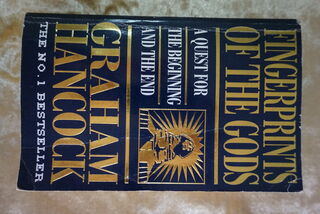 FINGERPRINTS
OF THE GODS
A QUEST FOR
THE BEGINNING
AND THE END
GRAHAM
HANCOCK
THE NO.1 BESTSELLER